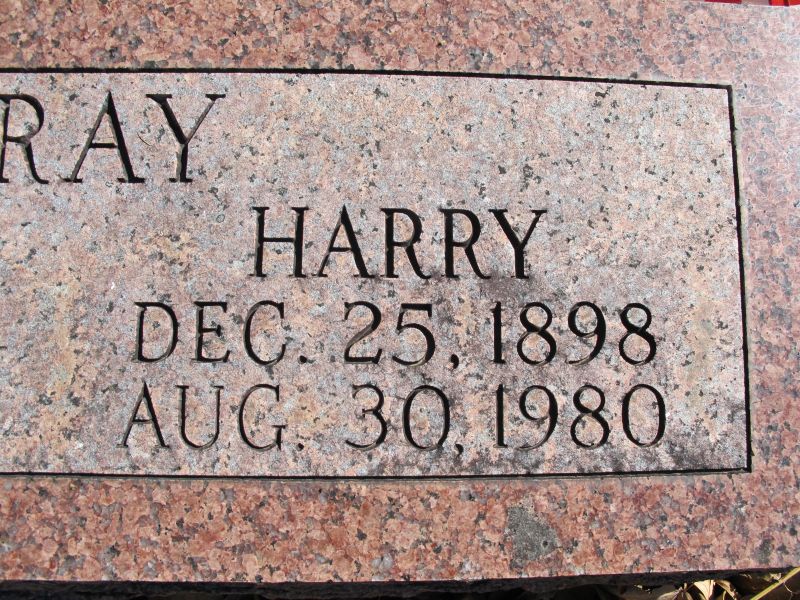 RAY
HARRY
DEC. 25, 1898
AUG. 30, 1980